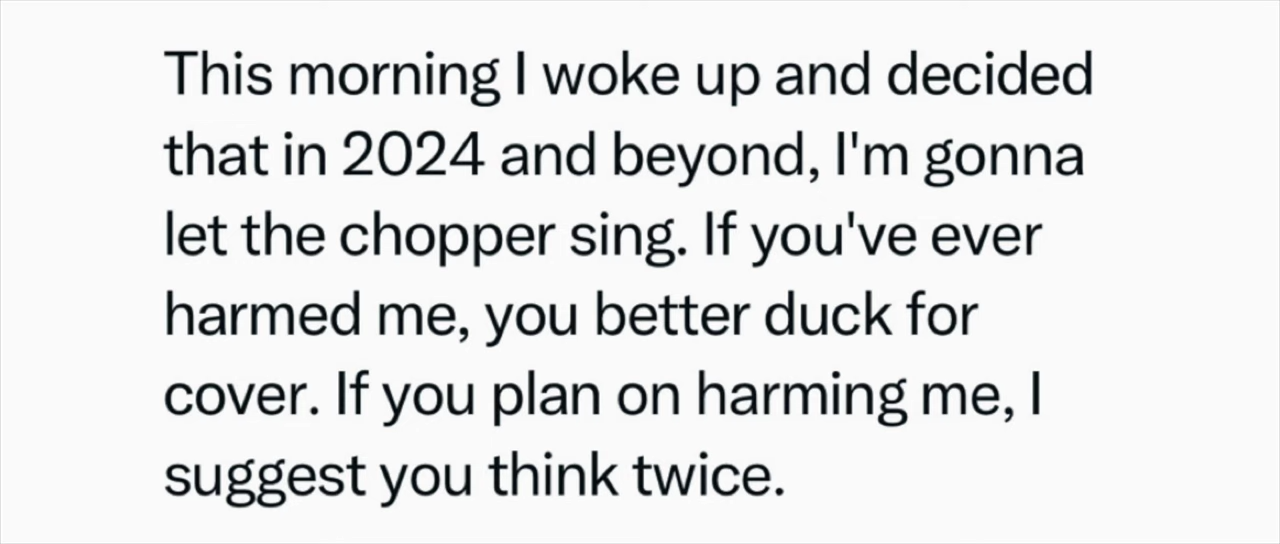 This morning I woke up and decided
that in 2024 and beyond, I'm gonna
let the chopper sing. If you've ever
harmed me, you better duck for
cover. If you plan on harming me, I
suggest you think twice.